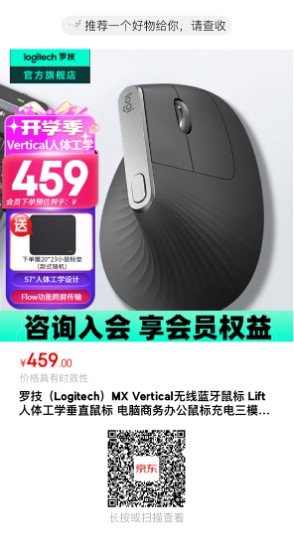 推荐一个好物给你，请查收
logitech 罗技
官方旗舰店
开学季
Vertical人体工学
459
会员下单预估到手：¥
送
下单赠20*23小鼠标垫
（款式随机）
57°人体工学设计
Flow功能跨屏传输
logi
咨询入会 享会员权益
¥459.00
价格具有时效性
罗技（Logitech）MX Vertical无线蓝牙鼠标 Lift
人体工学垂直鼠标 电脑商务办公鼠标充电三模...
京东
长按或扫描查看